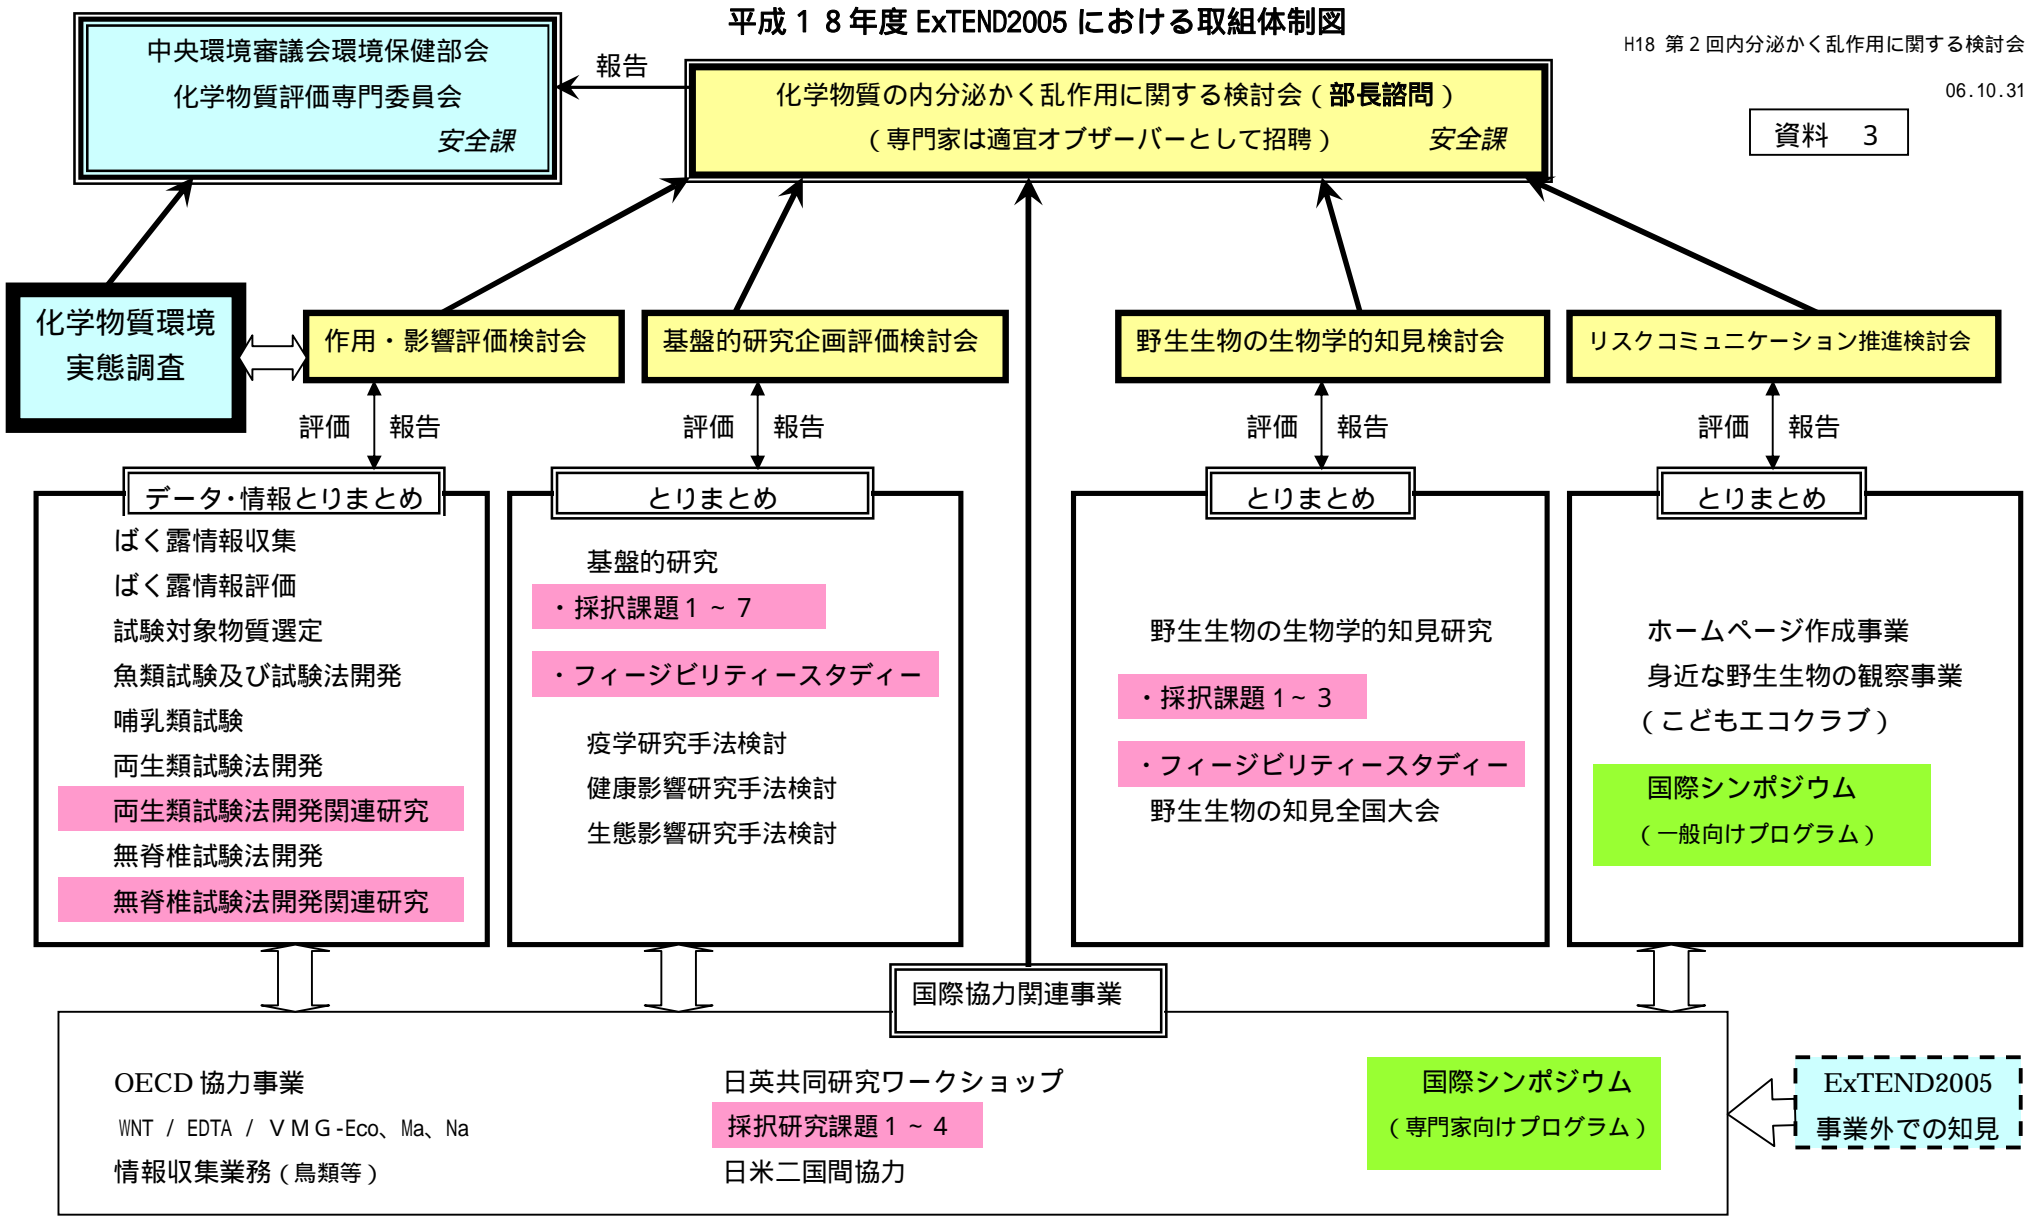 平成１８年度 ExTEND2005 における取組体制図
H18 第２回内分泌かく乱作用に関する検討会
06.10.31
資料　3
中央環境審議会環境保健部会
化学物質評価専門委員会
安全課
報告
化学物質の内分泌かく乱作用に関する検討会（部長諮問）
（専門家は適宜オブザーバーとして招聘）　安全課
化学物質環境
実態調査
作用・影響評価検討会
基盤的研究企画評価検討会
野生生物の生物学的知見検討会
リスクコミュニケーション推進検討会
評価　報告
評価　報告
評価　報告
評価　報告
データ・情報とりまとめ
ばく露情報収集
ばく露情報評価
試験対象物質選定
魚類試験及び試験法開発
哺乳類試験
両生類試験法開発
両生類試験法開発関連研究
無脊椎試験法開発
無脊椎試験法開発関連研究
とりまとめ
基盤的研究
・採択課題１～７
・フィージビリティースタディー
疫学研究手法検討
健康影響研究手法検討
生態影響研究手法検討
とりまとめ
野生生物の生物学的知見研究
・採択課題１～３
・フィージビリティースタディー
野生生物の知見全国大会
とりまとめ
ホームページ作成事業
身近な野生生物の観察事業
（こどもエコクラブ）
国際シンポジウム
（一般向けプログラム）
国際協力関連事業
OECD 協力事業
WNT / EDTA / ＶＭＧ-Eco、Ma、Na
情報収集業務（鳥類等）
日英共同研究ワークショップ
採択研究課題１～４
日米二国間協力
国際シンポジウム
（専門家向けプログラム）
ExTEND2005
事業外での知見